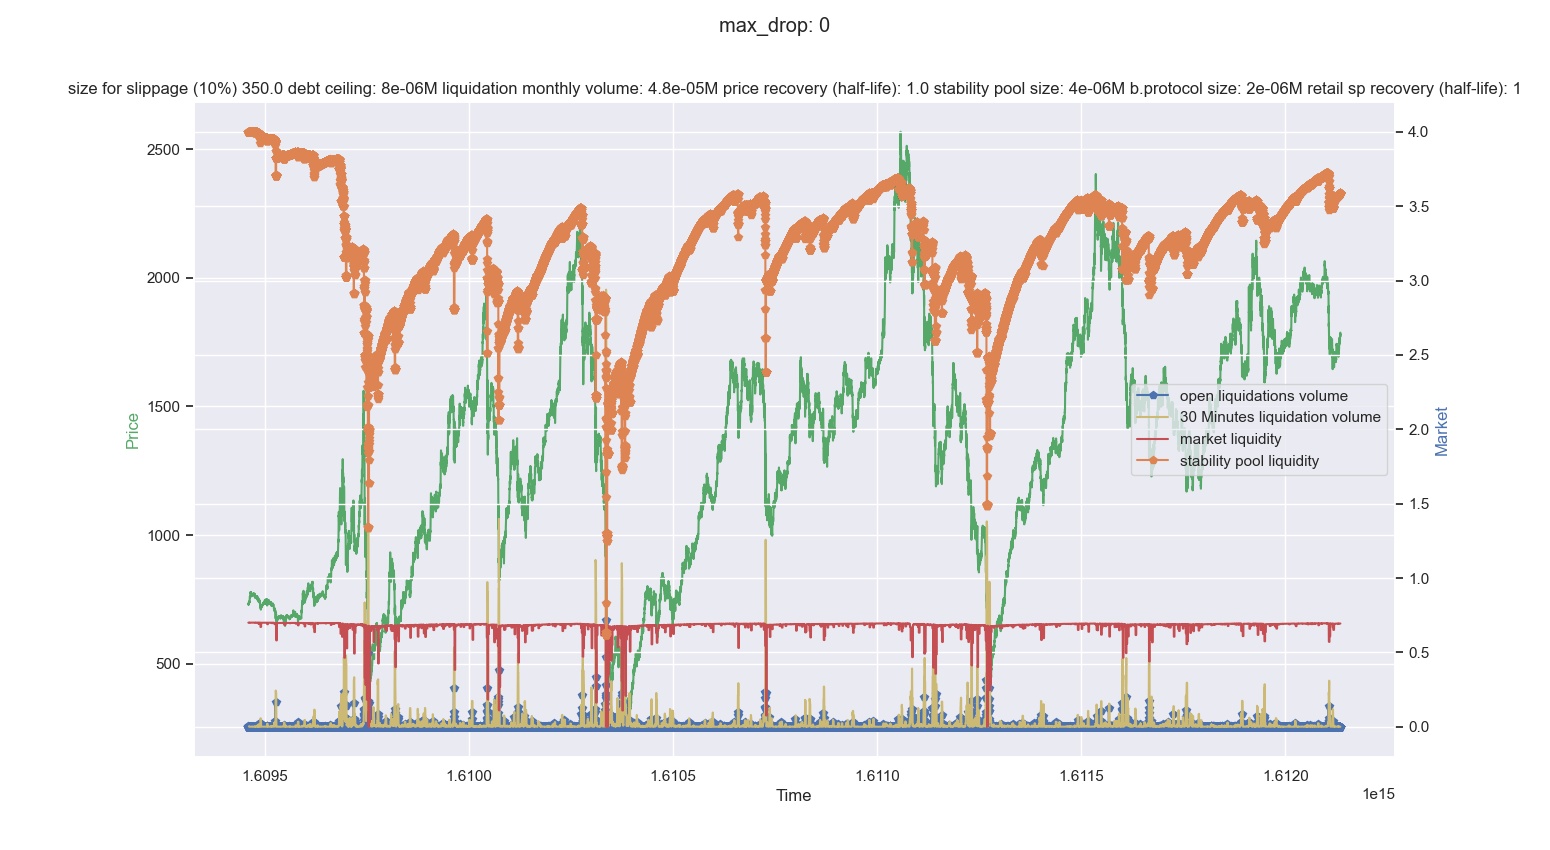 max_drop: 0
size for slippage (10%) 350.0 debt ceiling: 8e-06M liquidation monthly volume: 4.8e-05M price recovery (half-life): 1.0 stability pool size: 4e-06M b.protocol size: 2e-06M retail sp recovery (half-life): 1
2500
2000
1500
1000
500
Price
4.0
3.5
3.0
2.5
2.0
1.5
1.0
0.5
0.0
Market
open liquidations volume
30 Minutes liquidation volume
market liquidity
stability pool liquidity
1.6095
1.6100
1.6105
1.6110
1.6115
1.6120
1e15
Time